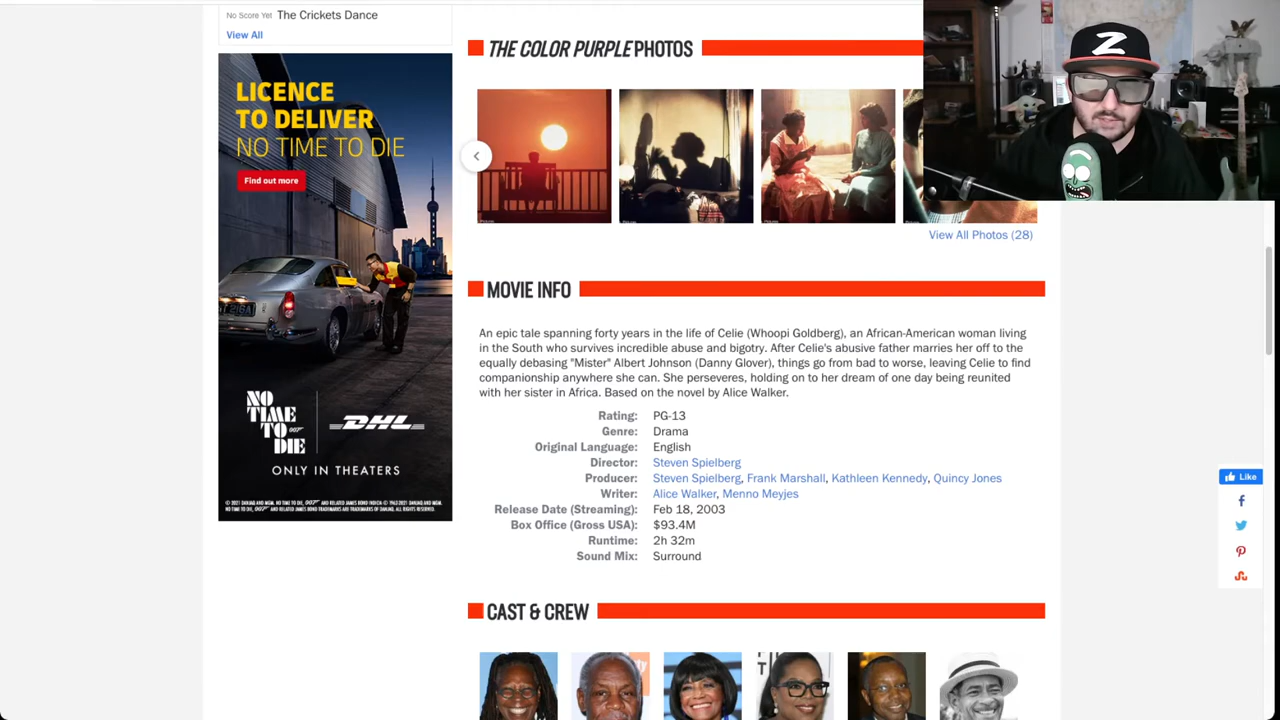 No Score Yet The Crickets Dance
View All
LICENCE
TO DELIVER
NO TIME TO DIE
Find out more
NO
TIME
TO
DIE
007
DHL
ONLY IN THEATERS
THE COLOR PURPLE PHOTOS
View All Photos (28)
MOVIE INFO
An epic tale spanning forty years in the life of Celie (Whoopi Goldberg), an African-American woman living
in the South who survives incredible abuse and bigotry. After Celie's abusive father marries her off to the
equally debasing "Mister" Albert Johnson (Danny Glover), things go from bad to worse, leaving Celie to find
companionship anywhere she can. She perseveres, holding on to her dream of one day being reunited
with her sister in Africa. Based on the novel by Alice Walker.
Rating: PG-13
Genre: Drama
Original Language: English
Director: Steven Spielberg
Producer: Steven Spielberg, Frank Marshall, Kathleen Kennedy, Quincy Jones
Writer: Alice Walker, Menno Meyjes
Release Date (Streaming): Feb 18, 2003
Box Office (Gross USA): $93.4M
Runtime: 2h 32m
Sound Mix: Surround
CAST & CREW
Like
Z